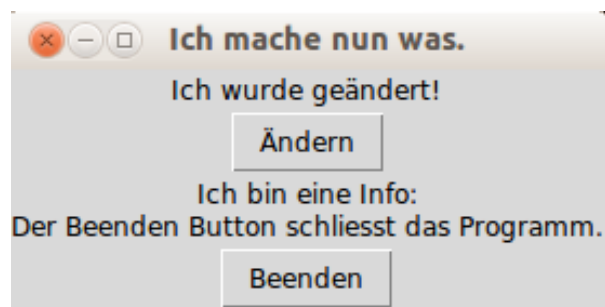 Ich mache nun was.
Ich wurde geändert!
Ändern
Ich bin eine Info:
Der Beenden Button schliesst das Programm.
Beenden